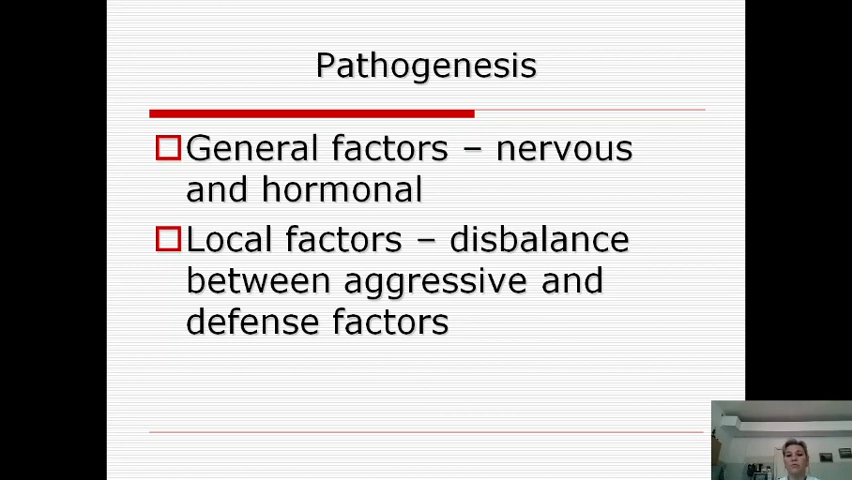 Pathogenesis
General factors – nervous
and hormonal
Local factors – disbalance
between aggressive and
defense factors